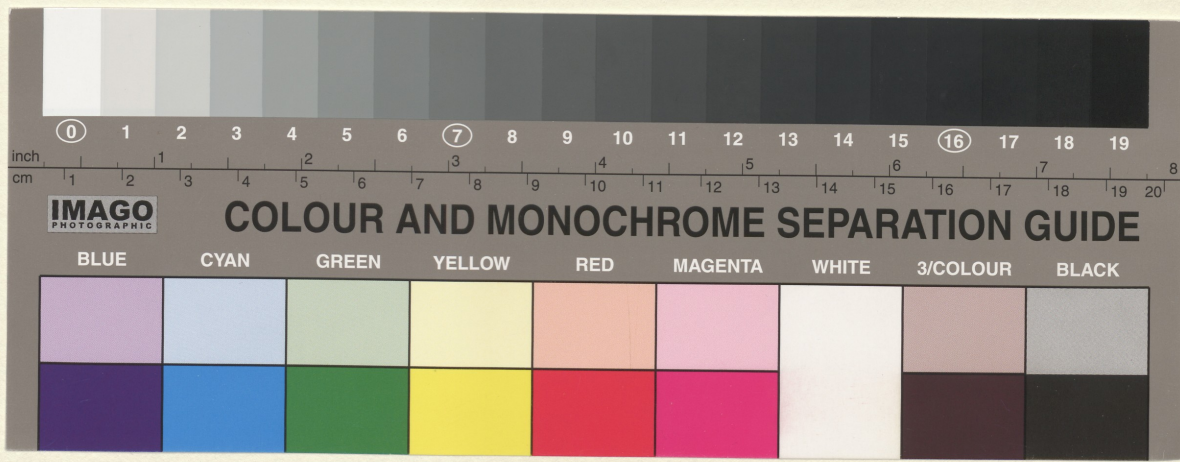 0 1 2 3 4 5 6 7 8 9 10 11 12 13 14 15 16 17 18 19
inch 1 2 3 4 5 6 7 8
cm 1 2 3 4 5 6 7 8 9 10 11 12 13 14 15 16 17 18 19 20
IMAGO
PHOTOGRAPHIC
COLOUR AND MONOCHROME SEPARATION GUIDE
BLUE CYAN GREEN YELLOW RED MAGENTA WHITE 3/COLOUR BLACK